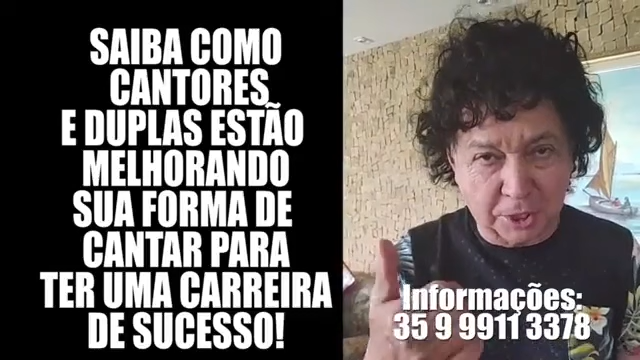 SAIBA COMO
CANTORES
E DUPLAS ESTÃO
MELHORANDO
SUA FORMA DE
CANTAR PARA
TER UMA CARREIRA
DE SUCESSO!
Informações:
35 9 9911 3378